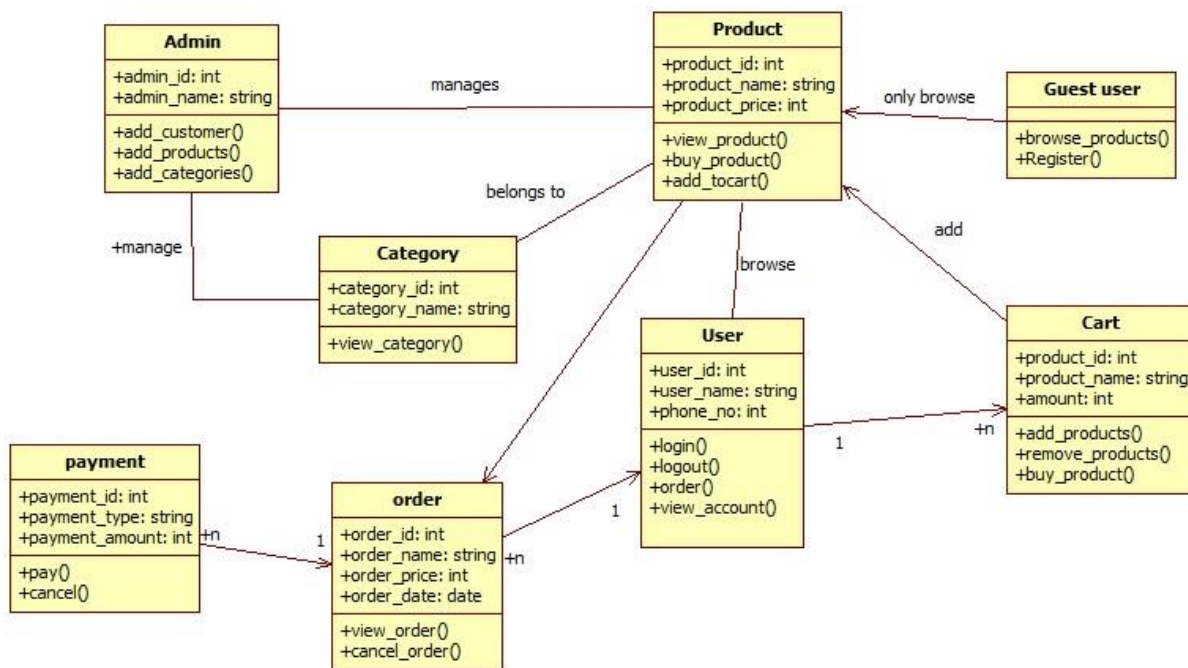 Admin
+admin_id: int
+admin_name: string
+add_customer()
+add_products()
+add_categories()
manages
Product
+product_id: int
+product_name: string
+product_price: int
+view_product()
+buy_product()
+add_tocart()
only browse
Guest user
+browse_products()
+Register()
belongs to
+manage
Category
+category_id: int
+category_name: string
+view_category()
browse
add
User
+user_id: int
+user_name: string
+phone_no: int
+login()
+logout()
+order()
+view_account()
1
+n
Cart
+product_id: int
+product_name: string
+amount: int
+add_products()
+remove_products()
+buy_product()
payment
+payment_id: int
+payment_type: string
+payment_amount: int
+pay()
+cancel()
+n
1
order
+order_id: int
+order_name: string
+order_price: int
+order_date: date
+view_order()
+cancel_order()
+n
1